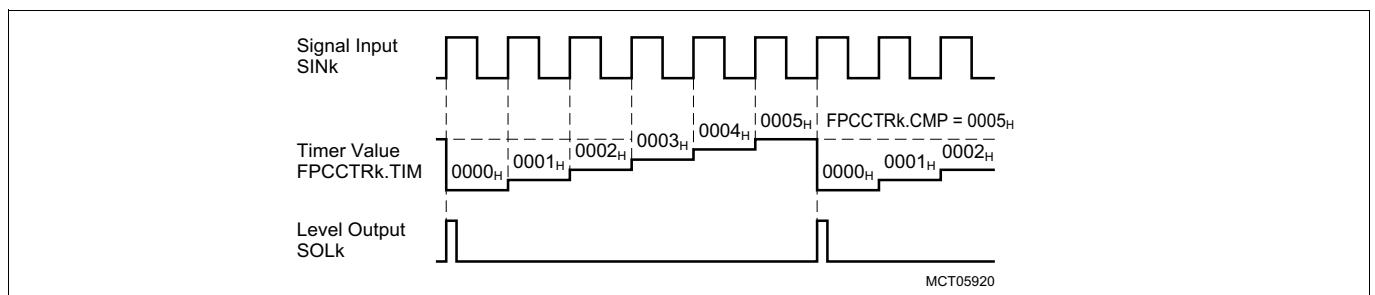 Signal Input
SINk
0005H FPCCTRk.CMP = 0005H
0004H
0003H
0002H 0002H
Timer Value 0001H 0001H
FPCCTRk.TIM 0000H 0000H
Level Output
SOLk
MCT05920